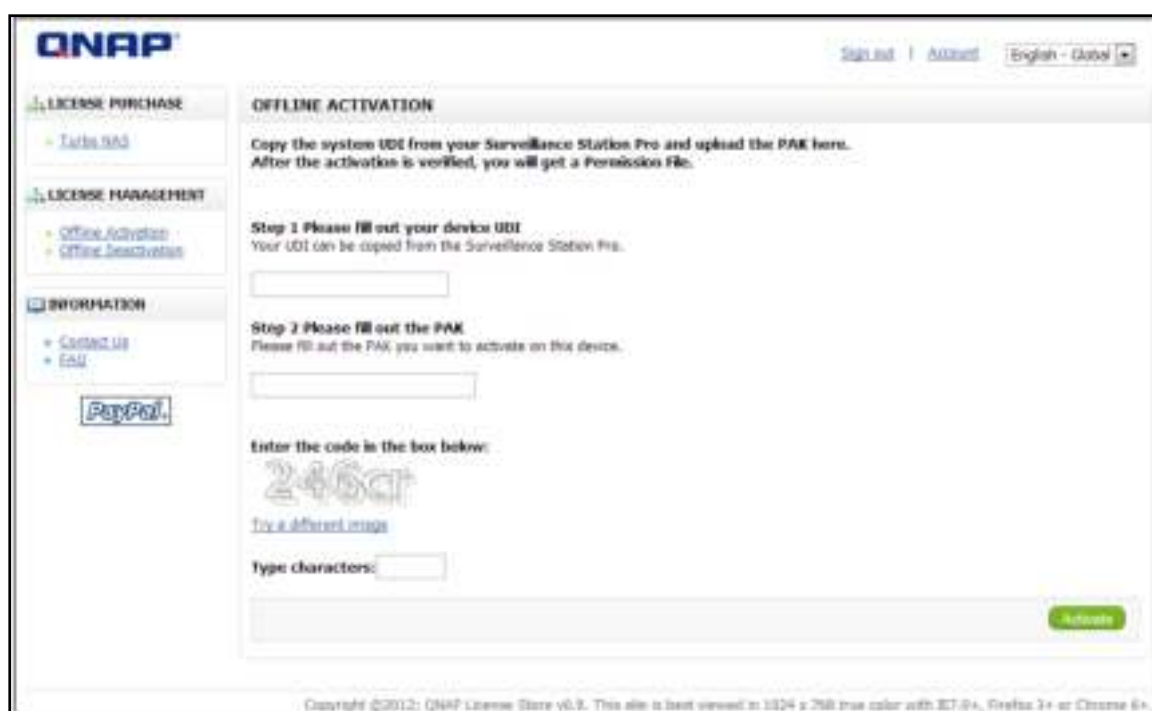 QNAP
Sign out | Account English - Global
LICENSE PURCHASE
Turbo NAS
LICENSE MANAGEMENT
Offline Activation
Offline Deactivation
INFORMATION
Contact Us
FAQ
PayPal
OFFLINE ACTIVATION
Copy the system UDI from your Surveillance Station Pro and upload the PAK here.
After the activation is verified, you will get a Permission File.
Step 1 Please fill out your device UDI
Your UDI can be copied from the Surveillance Station Pro.
Step 2 Please fill out the PAK
Please fill out the PAK you want to activate on this device.
Enter the code in the box below:
246cr
Try a different image
Type characters:
Activate
Copyright ©2012; QNAP License Store v0.9. This site is best viewed in 1024 x 768 true color with IE7.0+, Firefox 3+ or Chrome 6+.